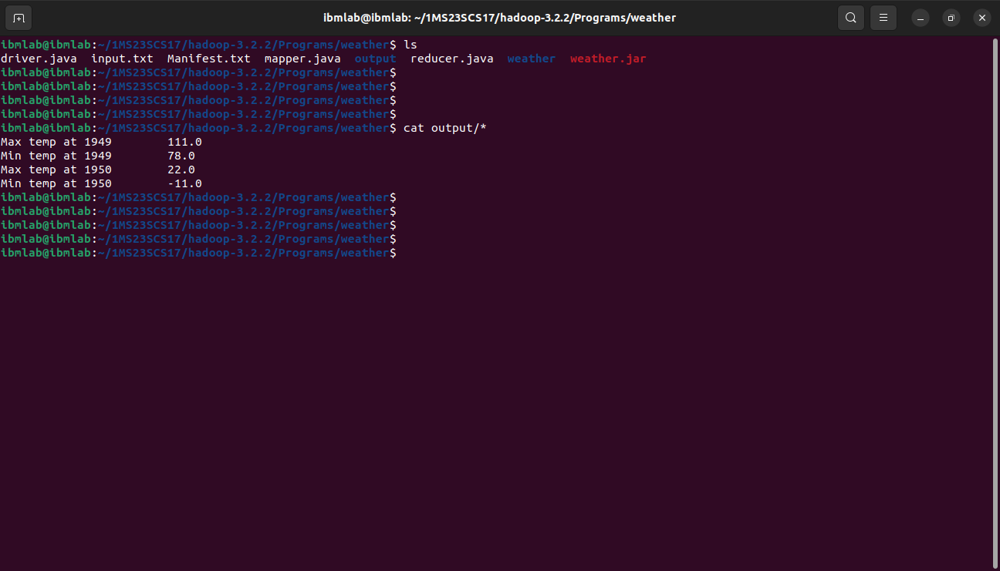 ibmlab@ibmlab: ~/1MS23SCS17/hadoop-3.2.2/Programs/weather
ibmlab@ibmlab:~/1MS23SCS17/hadoop-3.2.2/Programs/weather$ ls
driver.java  input.txt  Manifest.txt  mapper.java  output  reducer.java  weather  weather.jar
ibmlab@ibmlab:~/1MS23SCS17/hadoop-3.2.2/Programs/weather$
ibmlab@ibmlab:~/1MS23SCS17/hadoop-3.2.2/Programs/weather$
ibmlab@ibmlab:~/1MS23SCS17/hadoop-3.2.2/Programs/weather$
ibmlab@ibmlab:~/1MS23SCS17/hadoop-3.2.2/Programs/weather$
ibmlab@ibmlab:~/1MS23SCS17/hadoop-3.2.2/Programs/weather$ cat output/*
Max temp at 1949        111.0
Min temp at 1949        78.0
Max temp at 1950        22.0
Min temp at 1950        -11.0
ibmlab@ibmlab:~/1MS23SCS17/hadoop-3.2.2/Programs/weather$
ibmlab@ibmlab:~/1MS23SCS17/hadoop-3.2.2/Programs/weather$
ibmlab@ibmlab:~/1MS23SCS17/hadoop-3.2.2/Programs/weather$
ibmlab@ibmlab:~/1MS23SCS17/hadoop-3.2.2/Programs/weather$
ibmlab@ibmlab:~/1MS23SCS17/hadoop-3.2.2/Programs/weather$